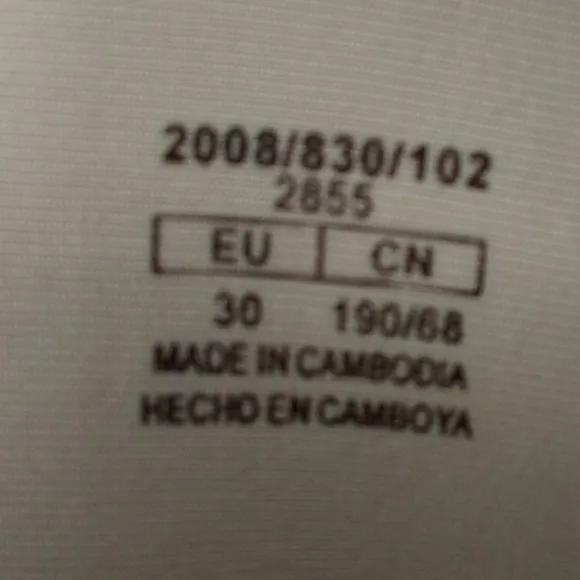 2008/830/102
2855
EU CN
30 190/68
MADE IN CAMBODIA
HECHO EN CAMBOYA